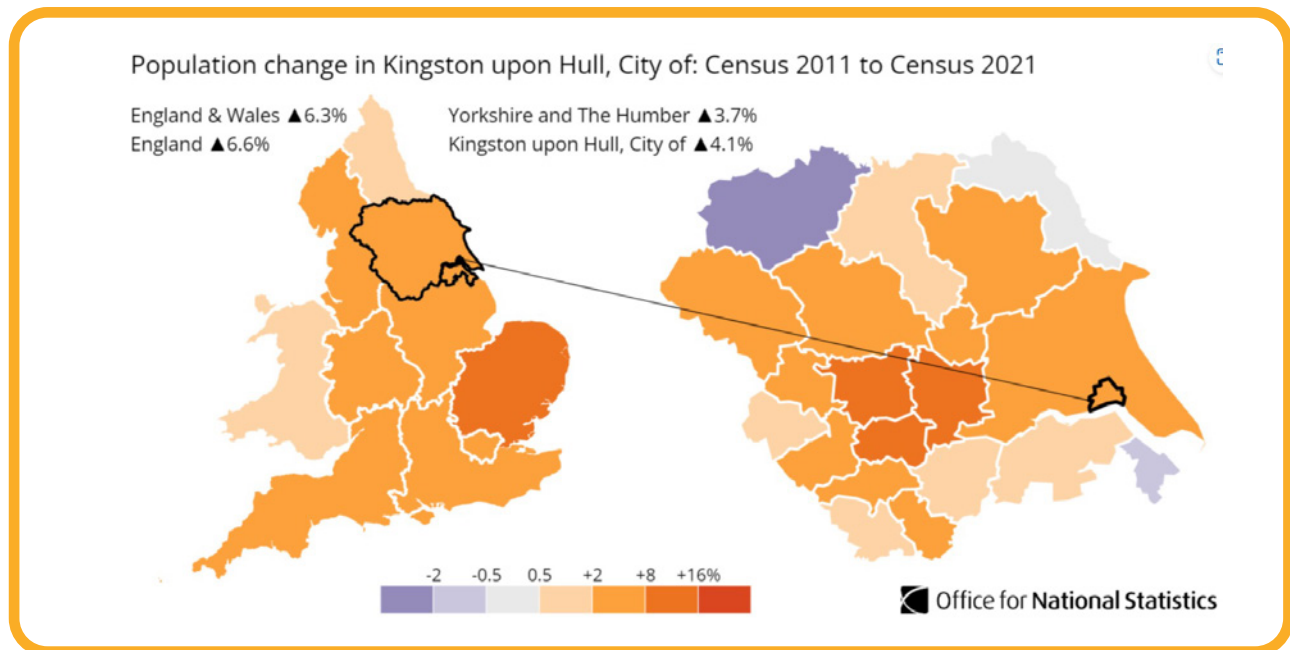 Population change in Kingston upon Hull, City of: Census 2011 to Census 2021
England & Wales ▲6.3%
England ▲6.6%
Yorkshire and The Humber ▲3.7%
Kingston upon Hull, City of ▲4.1%
-2 -0.5 0.5 +2 +8 +16%
Office for National Statistics